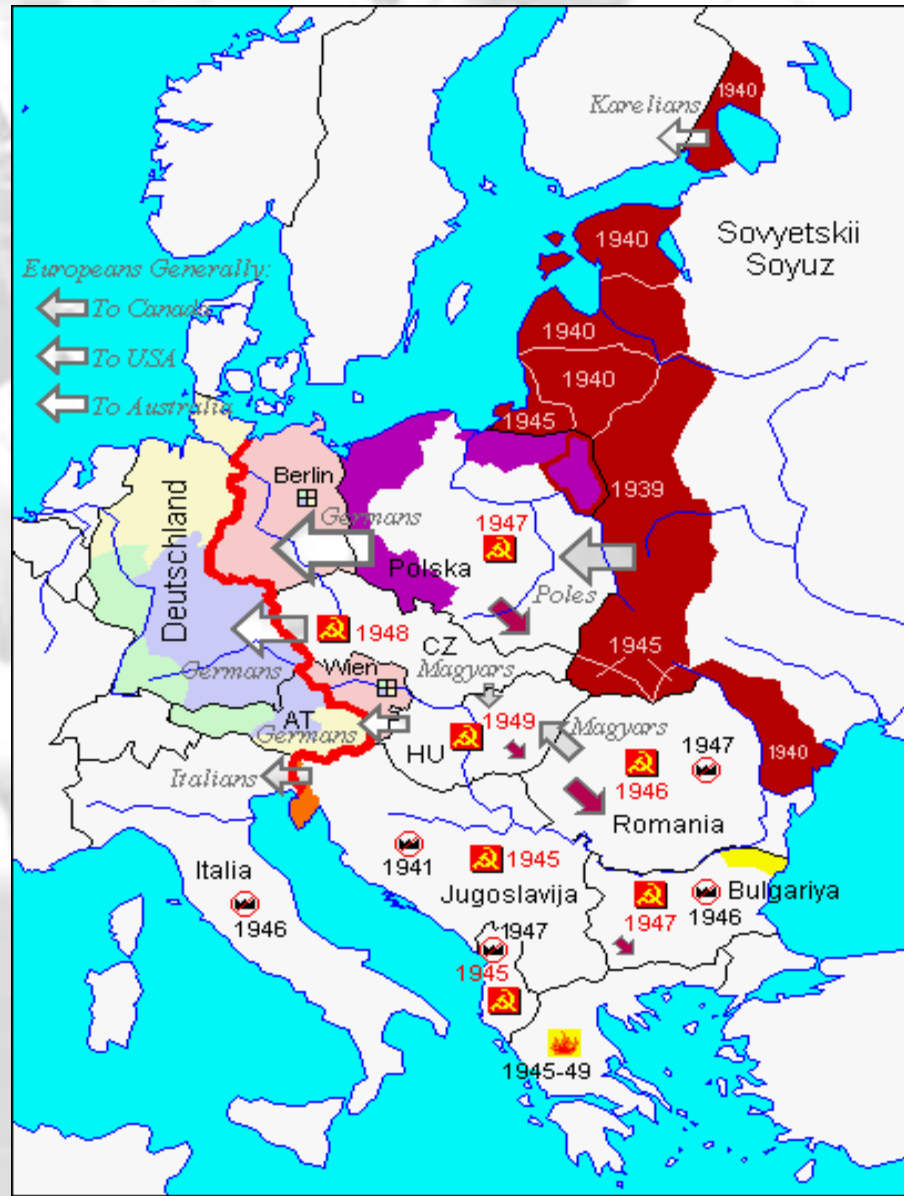 1940
Karelians
Sovyetskii
Soyuz
1940
Europeans Generally:
To Canada
To USA
To Australia
1940
1940
1945
1939
Deutschland
Berlin
Germans
1947
Polska
Poles
1945
1948
CZ
Germans
Wien
Magyars
1949
Magyars
AT
Germans
HU
1940
1947
1946
Romania
Italians
1941
1945
Jugoslavija
Italia
1946
1947
1945
Bulgariya
1947
1946
1945-49